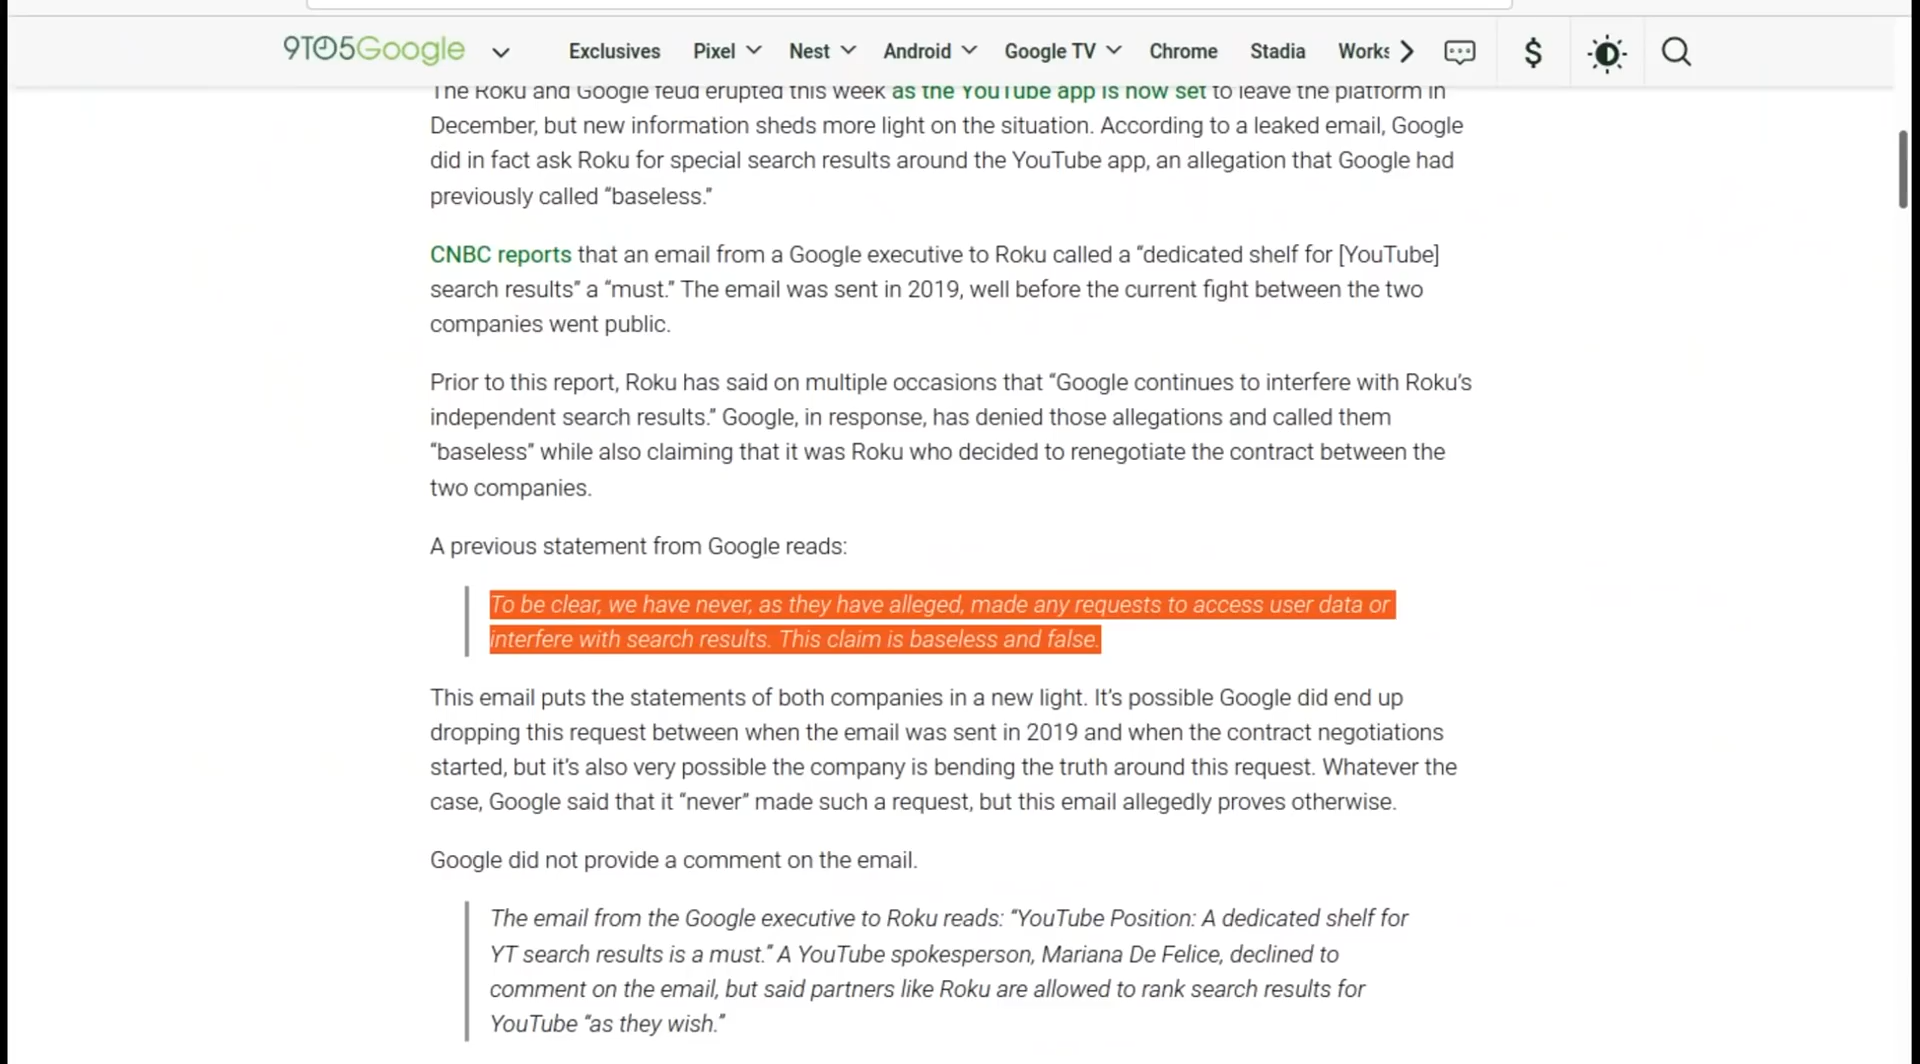 9TO5Google
Exclusives Pixel Nest Android Google TV Chrome Stadia Works
The Roku and Google feud erupted this week as the YouTube app is now set to leave the platform in
December, but new information sheds more light on the situation. According to a leaked email, Google
did in fact ask Roku for special search results around the YouTube app, an allegation that Google had
previously called “baseless.”
CNBC reports that an email from a Google executive to Roku called a “dedicated shelf for [YouTube]
search results” a “must.” The email was sent in 2019, well before the current fight between the two
companies went public.
Prior to this report, Roku has said on multiple occasions that “Google continues to interfere with Roku’s
independent search results.” Google, in response, has denied those allegations and called them
“baseless” while also claiming that it was Roku who decided to renegotiate the contract between the
two companies.
A previous statement from Google reads:
To be clear, we have never, as they have alleged, made any requests to access user data or
interfere with search results. This claim is baseless and false.
This email puts the statements of both companies in a new light. It’s possible Google did end up
dropping this request between when the email was sent in 2019 and when the contract negotiations
started, but it’s also very possible the company is bending the truth around this request. Whatever the
case, Google said that it “never” made such a request, but this email allegedly proves otherwise.
Google did not provide a comment on the email.
The email from the Google executive to Roku reads: “YouTube Position: A dedicated shelf for
YT search results is a must.” A YouTube spokesperson, Mariana De Felice, declined to
comment on the email, but said partners like Roku are allowed to rank search results for
YouTube “as they wish.”